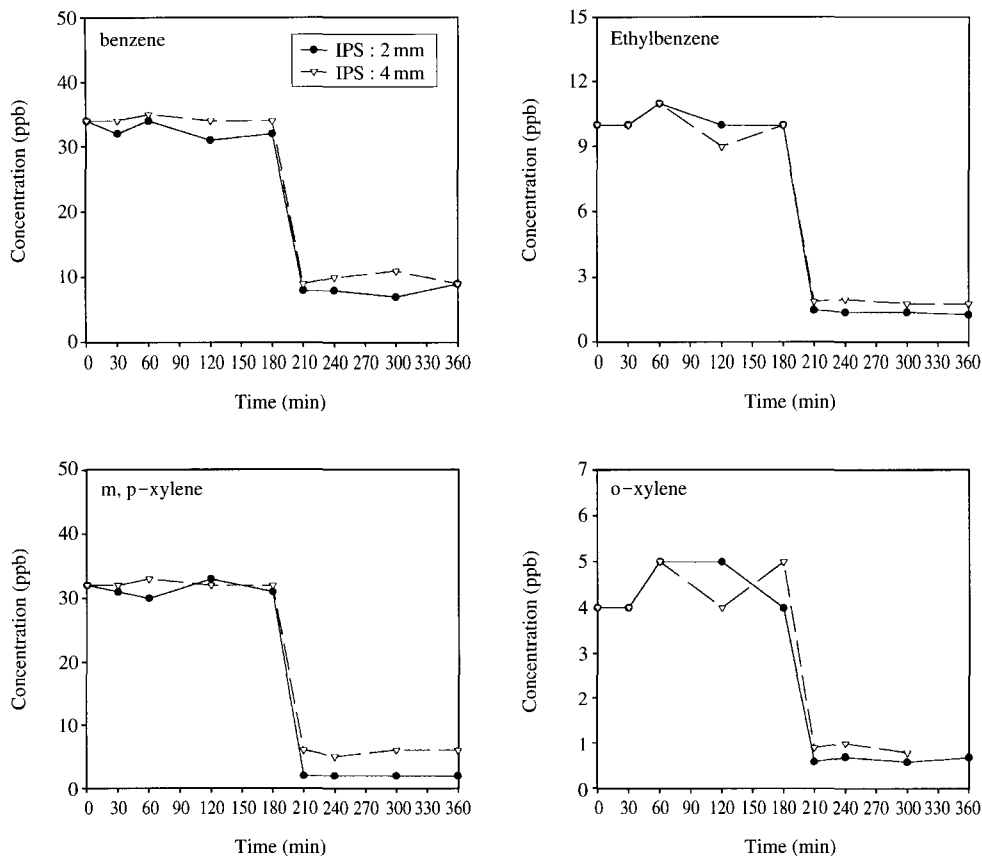 benzene
IPS : 2 mm
IPS : 4 mm
50
40
30
20
10
0
Concentration (ppb)
0 30 60 90 120 150 180 210 240 270 300 330 360
Time (min)
Ethylbenzene
15
12
9
6
3
0
Concentration (ppb)
0 30 60 90 120 150 180 210 240 270 300 330 360
Time (min)
m, p-xylene
50
40
30
20
10
0
Concentration (ppb)
0 30 60 90 120 150 180 210 240 270 300 330 360
Time (min)
o-xylene
7
6
5
4
3
2
1
0
Concentration (ppb)
0 30 60 90 120 150 180 210 240 270 300 330 360
Time (min)